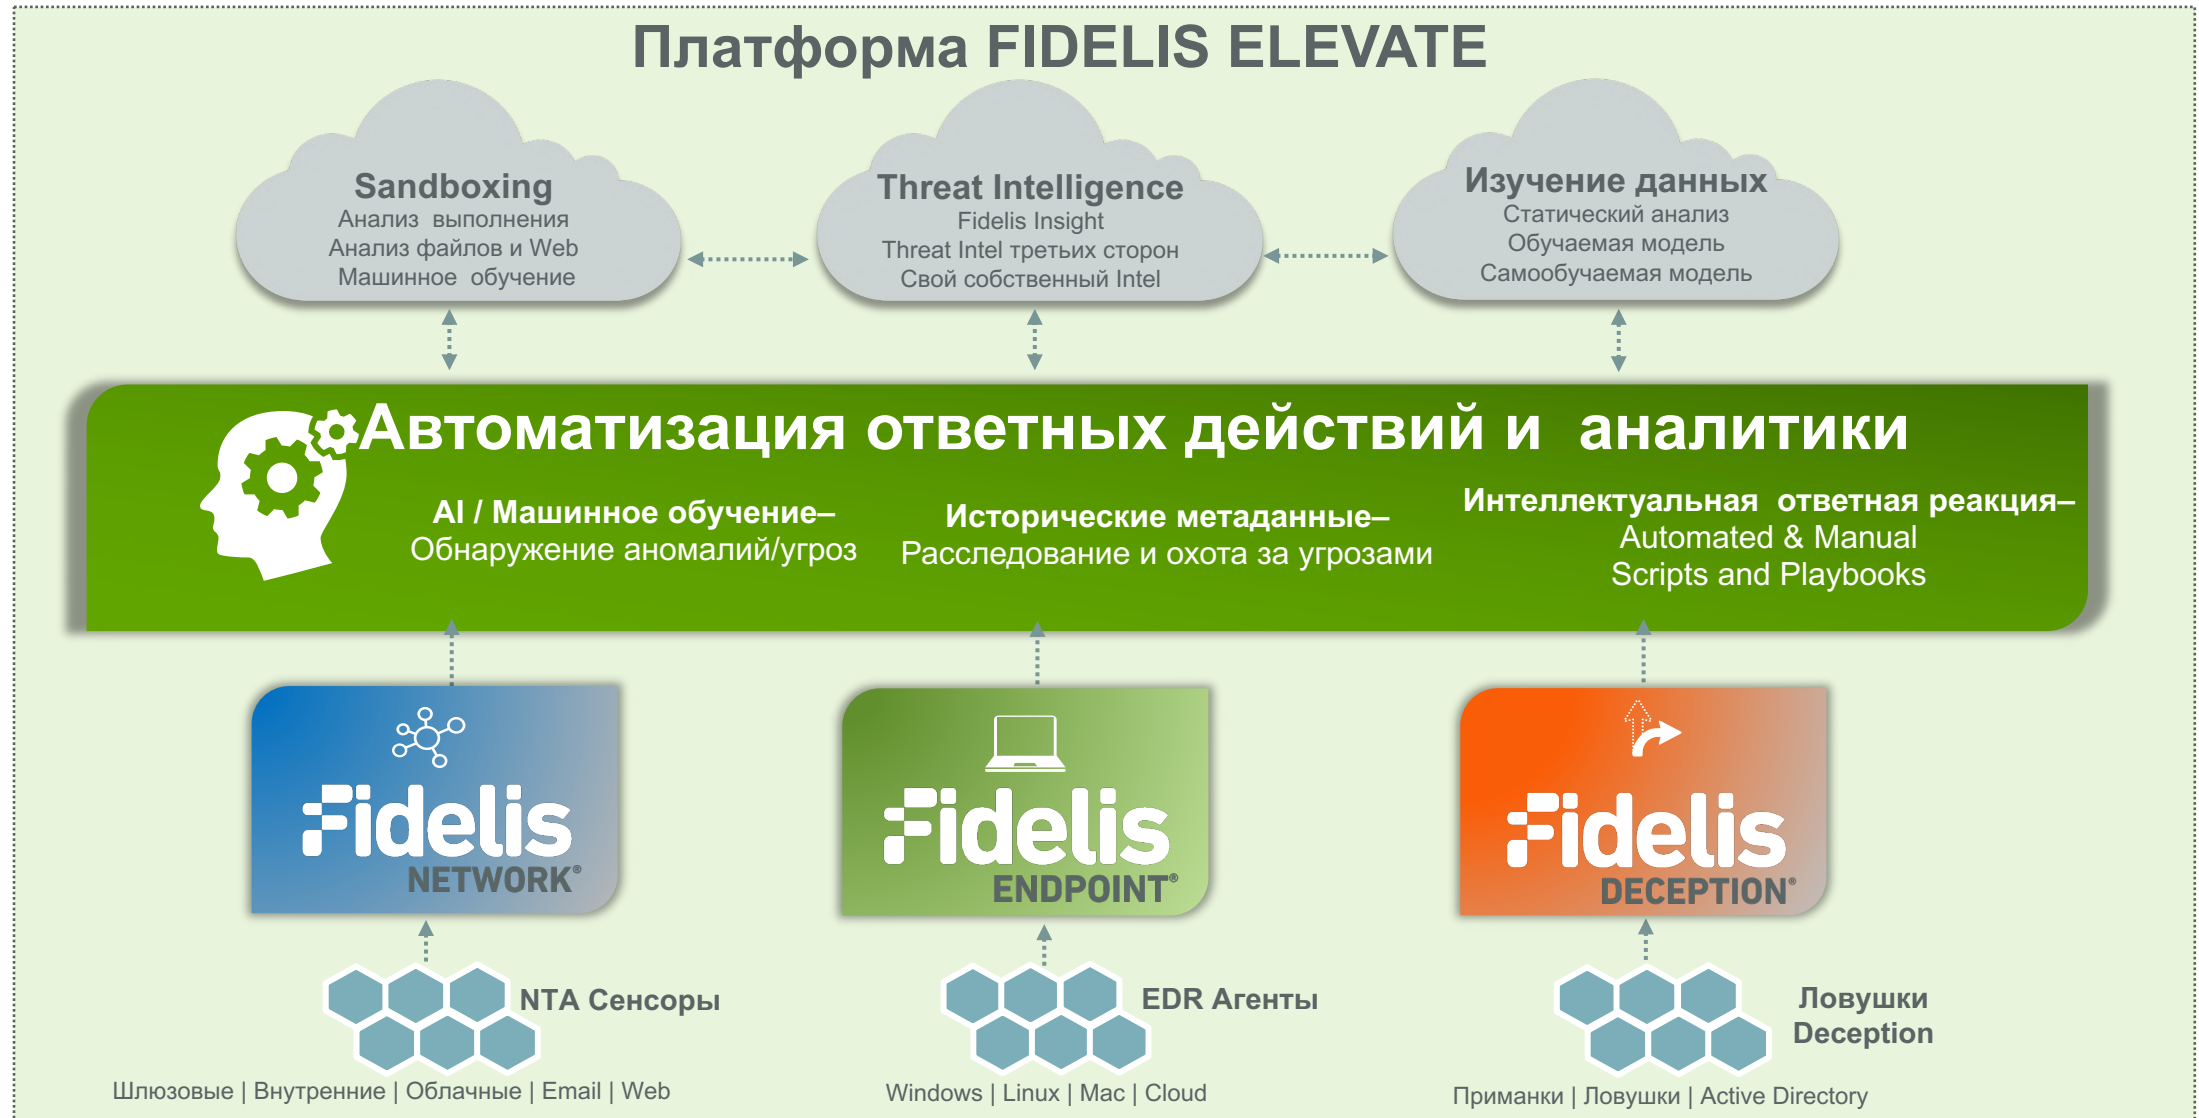 Платформа FIDELIS ELEVATE
Sandboxing
Анализ выполнения
Анализ файлов и Web
Машинное обучение
Threat Intelligence
Fidelis Insight
Threat Intel третьих сторон
Свой собственный Intel
Изучение данных
Статический анализ
Обучаемая модель
Самообучаемая модель
Автоматизация ответных действий и аналитики
AI / Машинное обучение–
Обнаружение аномалий/угроз
Исторические метаданные–
Расследование и охота за угрозами
Интеллектуальная ответная реакция–
Automated & Manual
Scripts and Playbooks
Fidelis
NETWORK®
Fidelis
ENDPOINT®
Fidelis
DECEPTION®
NTA Сенсоры
Шлюзовые | Внутренние | Облачные | Email | Web
EDR Агенты
Windows | Linux | Mac | Cloud
Ловушки
Deception
Приманки | Ловушки | Active Directory